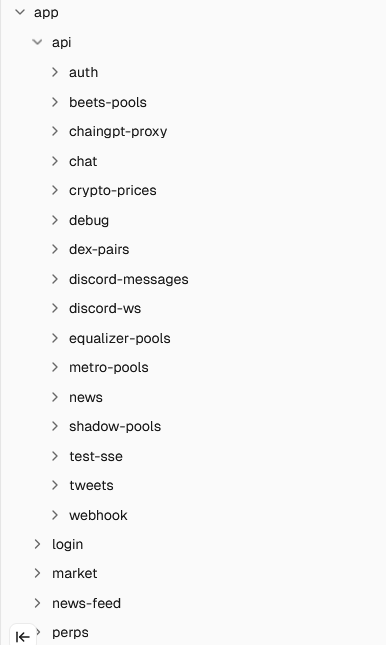 app
api
auth
beets-pools
chaingpt-proxy
chat
crypto-prices
debug
dex-pairs
discord-messages
discord-ws
equalizer-pools
metro-pools
news
shadow-pools
test-sse
tweets
webhook
login
market
news-feed
perps